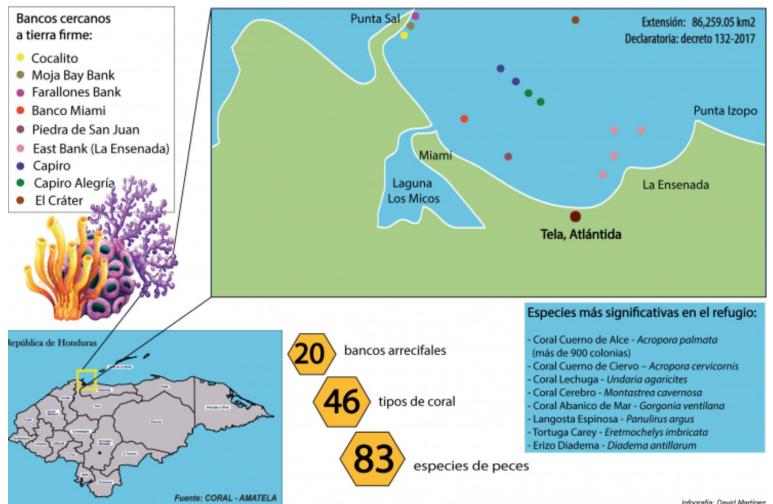 Bancos cercanos
a tierra firme:
Cocalito
Moja Bay Bank
Farallones Bank
Banco Miami
Piedra de San Juan
East Bank (La Ensenada)
Capiro
Capiro Alegría
El Cráter
Punta Sal
Extensión: 86,259.05 km2
Declaratoria: decreto 132-2017
Punta Izopo
Miami
Laguna
Los Micos
La Ensenada
Tela, Atlántida
República de Honduras
Fuente: CORAL - AMATELA
20 bancos arrecifales
46 tipos de coral
83 especies de peces
Especies más significativas en el refugio:
- Coral Cuerno de Alce - Acropora palmata
(más de 900 colonias)
- Coral Cuerno de Ciervo – Acropora cervicornis
- Coral Lechuga - Undaria agaricites
- Coral Cerebro - Montastrea cavernosa
- Coral Abanico de Mar - Gorgonia ventilana
- Langosta Espinosa - Panulirus argus
- Tortuga Carey - Eretmochelys imbricata
- Erizo Diadema - Diadema antillarum
Infografía: David Martínez